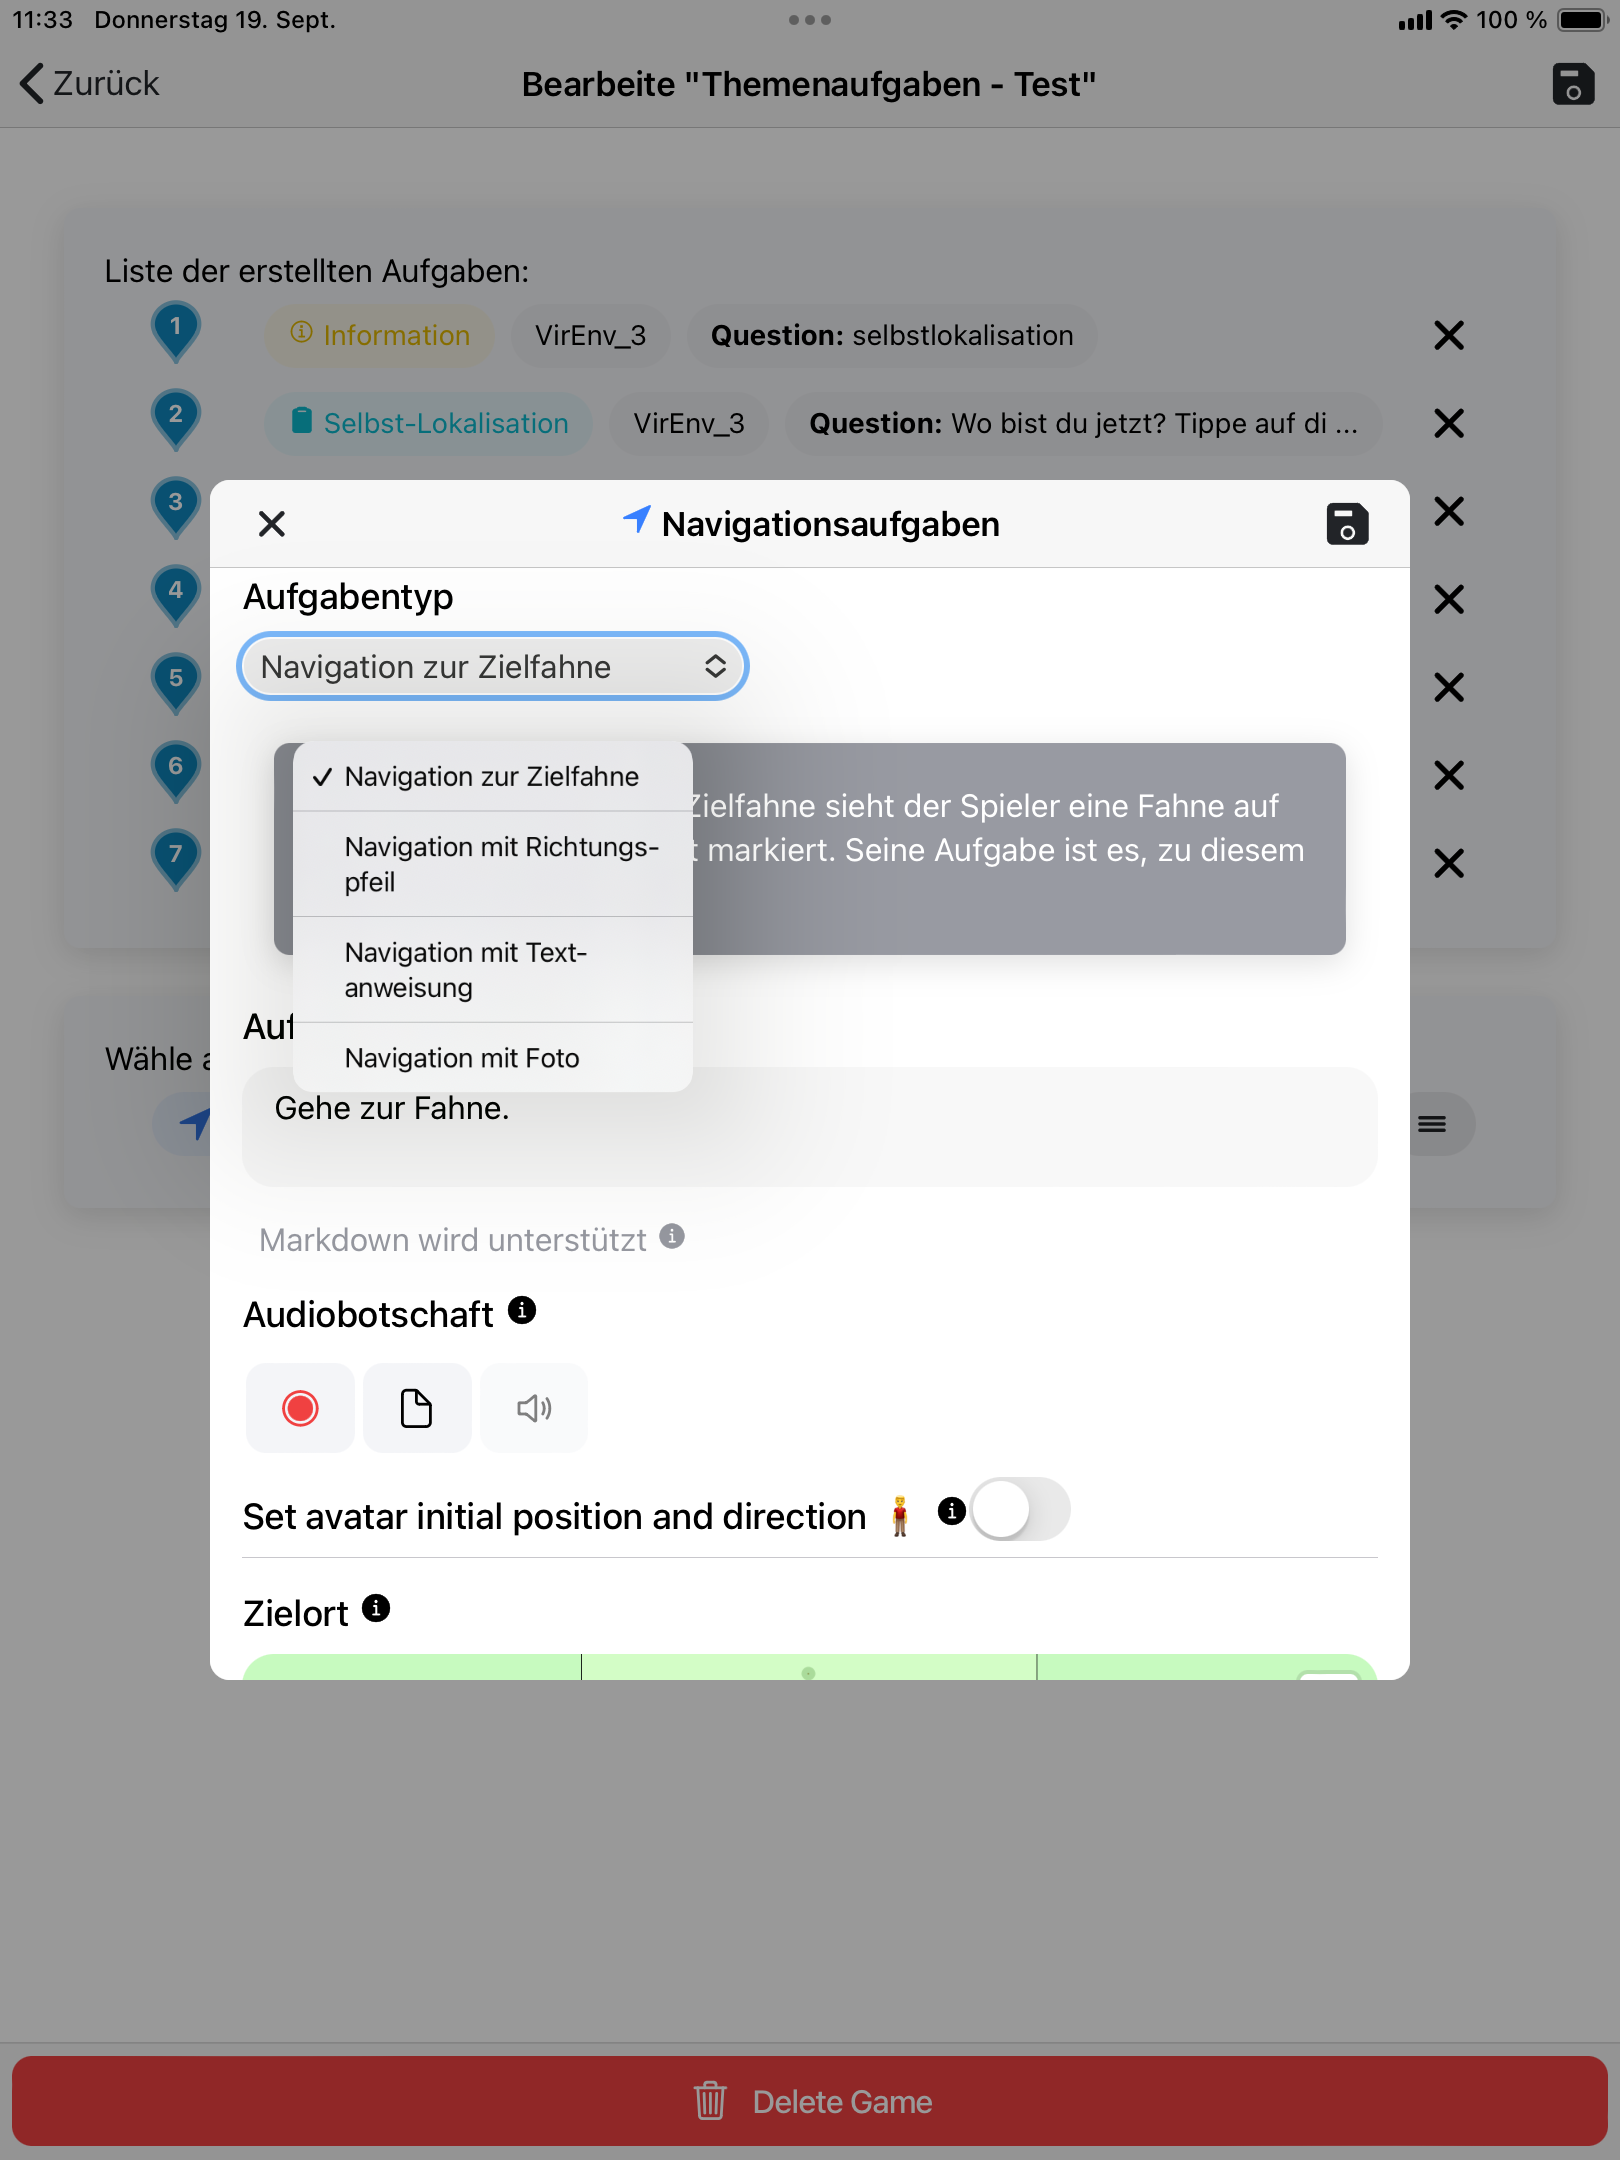 11:33 Donnerstag 19. Sept.
100 %
Zurück
Bearbeite "Themenaufgaben - Test"
Liste der erstellten Aufgaben:
1 Information VirEnv_3 Question: selbstlokalisation
2 Selbst-Lokalisation VirEnv_3 Question: Wo bist du jetzt? Tippe auf di ...
3
4
5
6
7
Navigationsaufgaben
Aufgabentyp
Navigation zur Zielfahne
Navigation zur Zielfahne
Navigation mit Richtungs-
pfeil
Navigation mit Text-
anweisung
Navigation mit Foto
Zielfahne sieht der Spieler eine Fahne auf
markiert. Seine Aufgabe ist es, zu diesem
Wähle
Gehe zur Fahne.
Markdown wird unterstützt
Audiobotschaft
Set avatar initial position and direction
Zielort
Delete Game